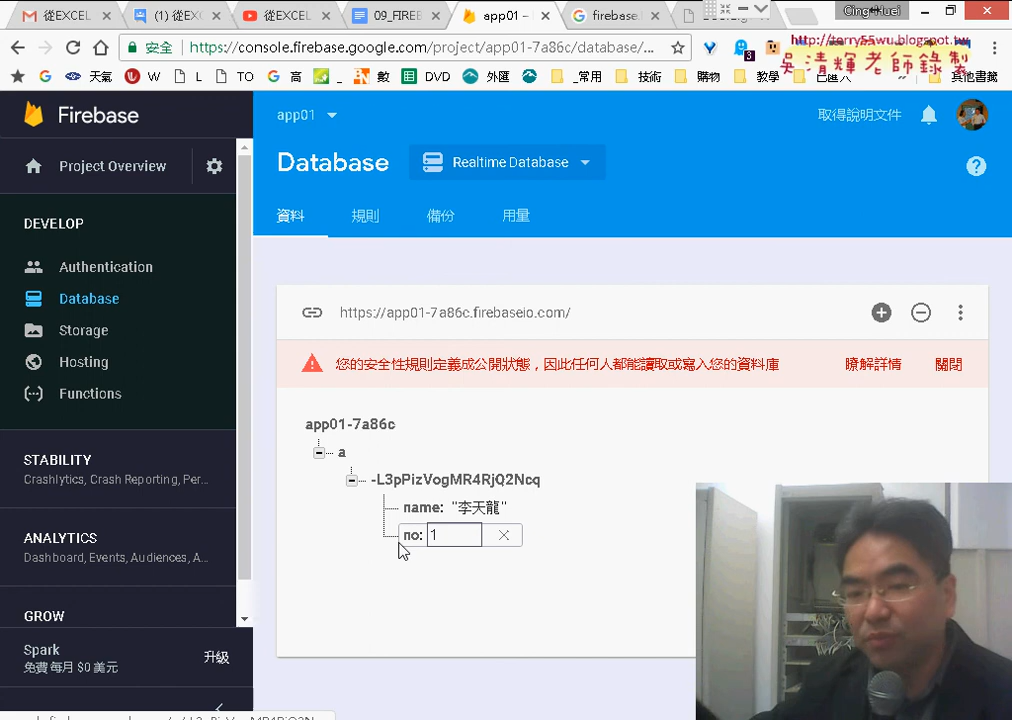 從EXCEL
(1) 從EXC
從EXCEL
09_FIREB
app01 –
firebase
Ching-Huei
安全
https://console.firebase.google.com/project/app01-7a86c/database/...
http://terry55wu.blogspot.tw
吳清輝老師錄製
天氣
W
L
TO
高
_
數
DVD
外匯
_常用
技術
購物
教學
已匯入
其他書籤
Firebase
app01
取得說明文件
Project Overview
Database
Realtime Database
DEVELOP
資料
規則
備份
用量
Authentication
Database
Storage
Hosting
Functions
https://app01-7a86c.firebaseio.com/
您的安全性規則定義成公開狀態，因此任何人都能讀取或寫入您的資料庫
瞭解詳情
關閉
app01-7a86c
a
-L3pPizVogMR4RjQ2Ncq
name: "李天龍"
no: 1
STABILITY
Crashlytics, Crash Reporting, Per...
ANALYTICS
Dashboard, Events, Audiences, A...
GROW
Spark
免費 每月 $0 美元
升級